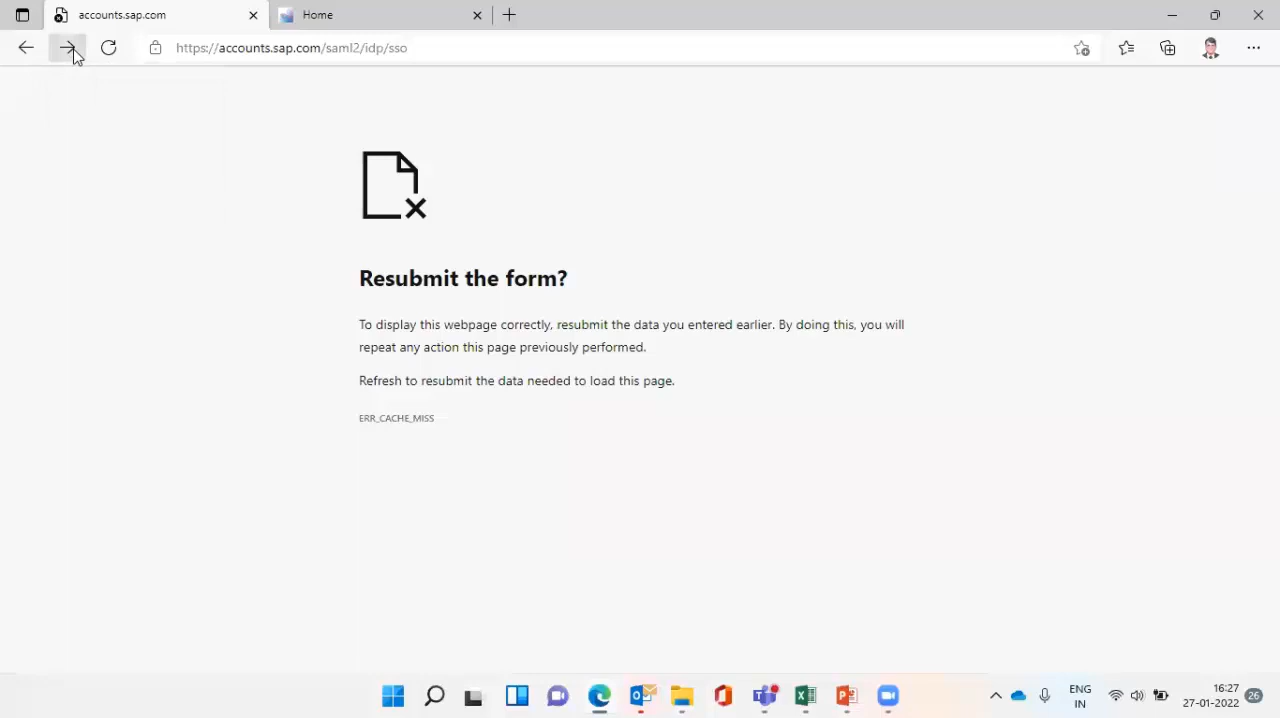 accounts.sap.com
Home
https://accounts.sap.com/saml2/idp/sso
Resubmit the form?
To display this webpage correctly, resubmit the data you entered earlier. By doing this, you will
repeat any action this page previously performed.
Refresh to resubmit the data needed to load this page.
ERR_CACHE_MISS
ENG
IN
16:27
27-01-2022
26